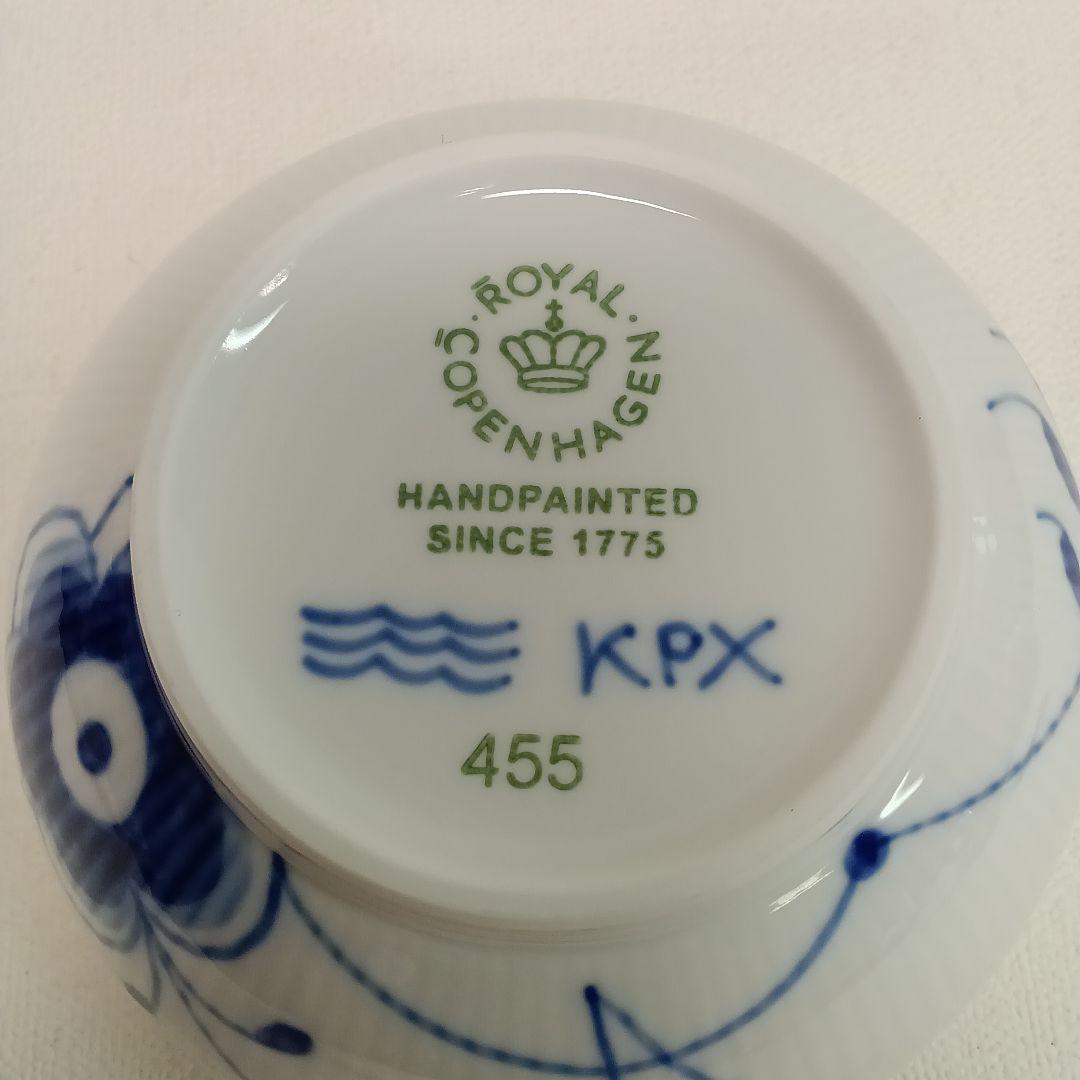 ROYAL · COPENHAGEN ·
HANDPAINTED
SINCE 1775
KPX
455